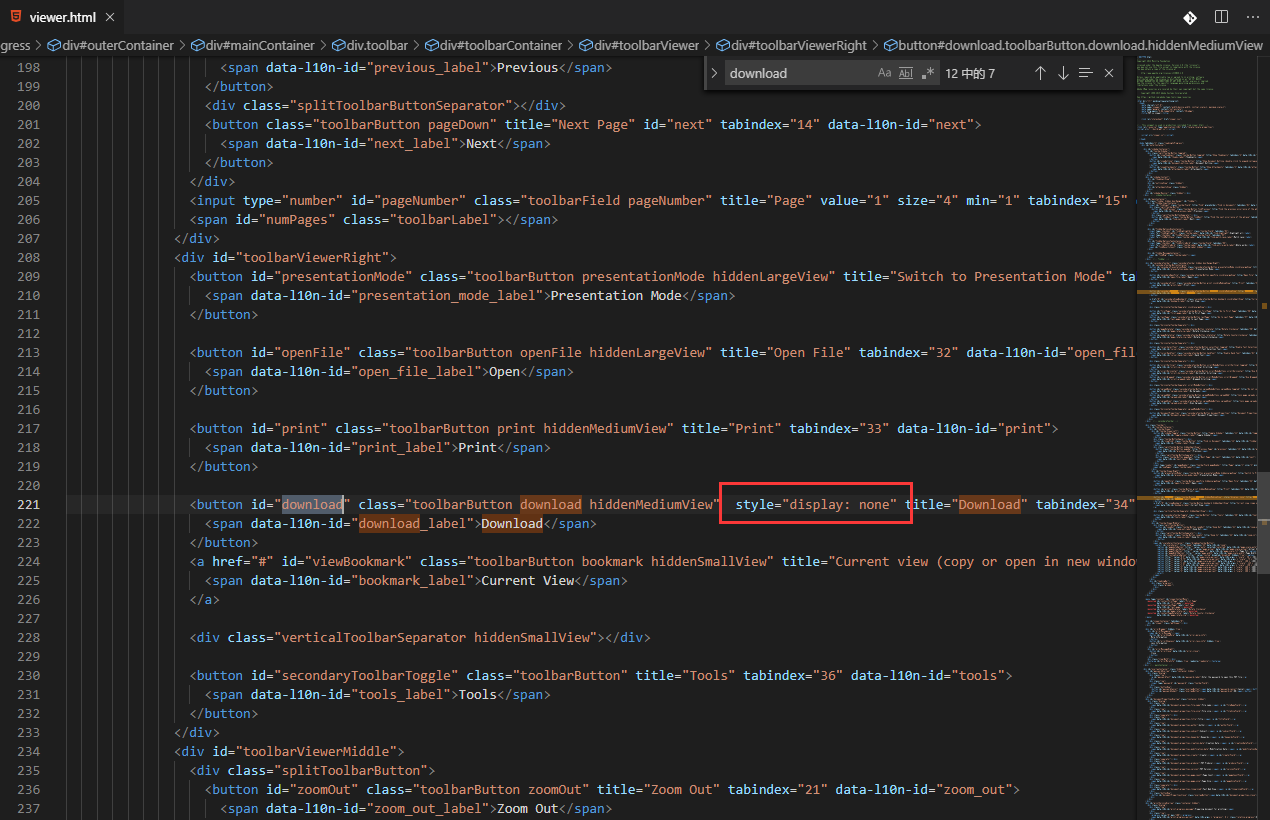 viewer.html
gress > div#outerContainer > div#mainContainer > div.toolbar > div#toolbarContainer > div#toolbarViewer > div#toolbarViewerRight > button#download.toolbarButton.download.hiddenMediumView
download Aa Abl .* 12 中的 7
198 <span data-l10n-id="previous_label">Previous</span>
199 </button>
200 <div class="splitToolbarButtonSeparator"></div>
201 <button class="toolbarButton pageDown" title="Next Page" id="next" tabindex="14" data-l10n-id="next">
202 <span data-l10n-id="next_label">Next</span>
203 </button>
204 </div>
205 <input type="number" id="pageNumber" class="toolbarField pageNumber" title="Page" value="1" size="4" min="1" tabindex="15"
206 <span id="numPages" class="toolbarLabel"></span>
207 </div>
208 <div id="toolbarViewerRight">
209 <button id="presentationMode" class="toolbarButton presentationMode hiddenLargeView" title="Switch to Presentation Mode" ta
210 <span data-l10n-id="presentation_mode_label">Presentation Mode</span>
211 </button>
212
213 <button id="openFile" class="toolbarButton openFile hiddenLargeView" title="Open File" tabindex="32" data-l10n-id="open_fil
214 <span data-l10n-id="open_file_label">Open</span>
215 </button>
216
217 <button id="print" class="toolbarButton print hiddenMediumView" title="Print" tabindex="33" data-l10n-id="print">
218 <span data-l10n-id="print_label">Print</span>
219 </button>
220
221 <button id="download" class="toolbarButton download hiddenMediumView" style="display: none" title="Download" tabindex="34"
222 <span data-l10n-id="download_label">Download</span>
223 </button>
224 <a href="#" id="viewBookmark" class="toolbarButton bookmark hiddenSmallView" title="Current view (copy or open in new windo
225 <span data-l10n-id="bookmark_label">Current View</span>
226 </a>
227
228 <div class="verticalToolbarSeparator hiddenSmallView"></div>
229
230 <button id="secondaryToolbarToggle" class="toolbarButton" title="Tools" tabindex="36" data-l10n-id="tools">
231 <span data-l10n-id="tools_label">Tools</span>
232 </button>
233 </div>
234 <div id="toolbarViewerMiddle">
235 <div class="splitToolbarButton">
236 <button id="zoomOut" class="toolbarButton zoomOut" title="Zoom Out" tabindex="21" data-l10n-id="zoom_out">
237 <span data-l10n-id="zoom_out_label">Zoom Out</span>